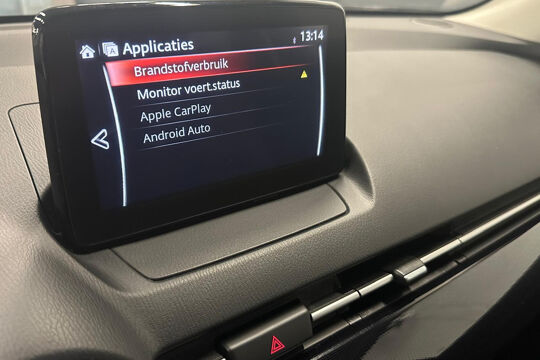 Applicaties
13:14
Brandstofverbruik
Monitor voert.status
Apple CarPlay
Android Auto